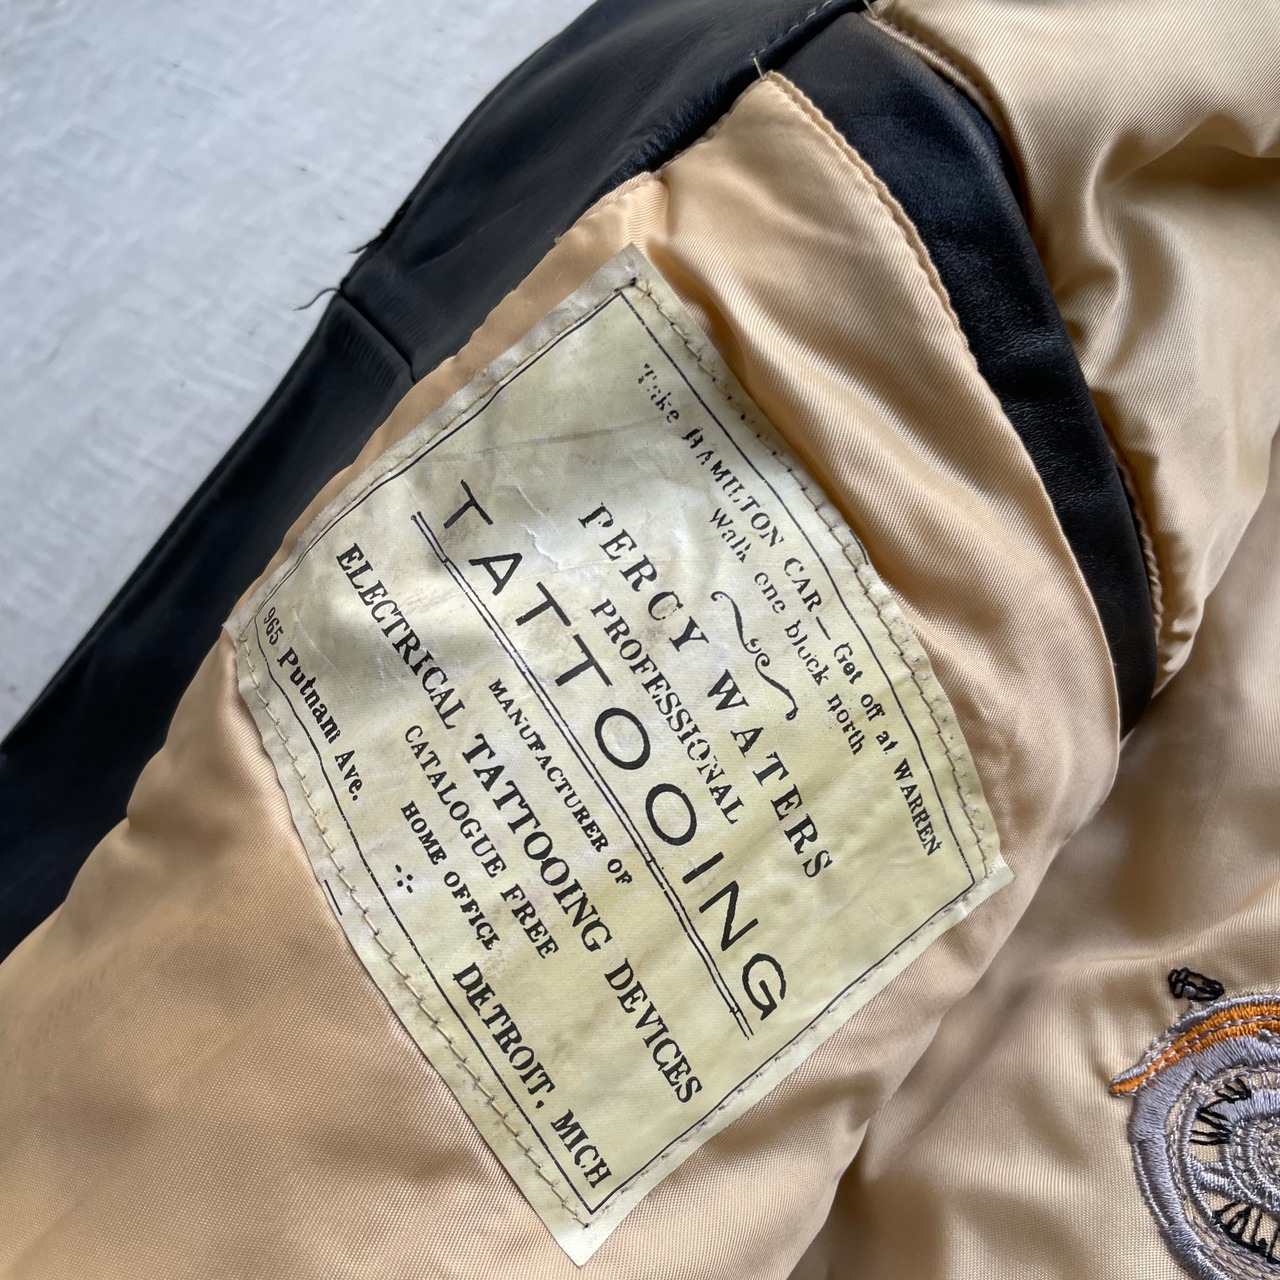 Take HAMILTON CAR — Get off at WARREN
Walk one block north
PERCY WATERS
PROFESSIONAL
TATTOOING
MANUFACTURER OF
ELECTRICAL TATTOOING DEVICES
CATALOGUE FREE
HOME OFFICE
965 Putnam Ave. DETROIT, MICH